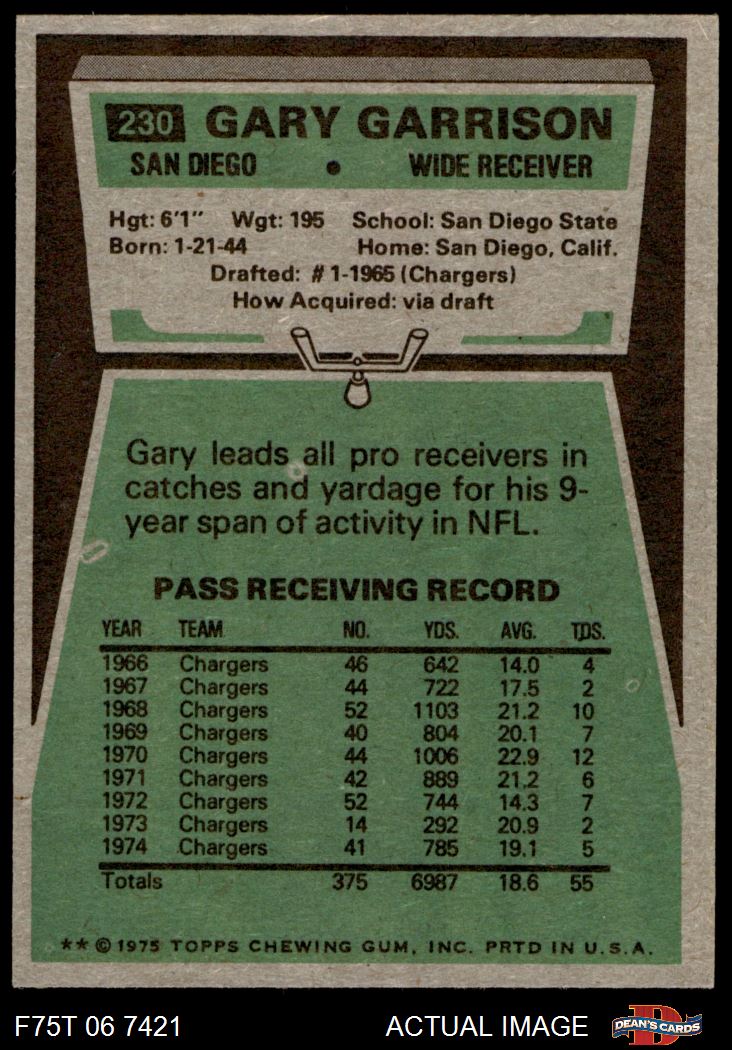 230 GARY GARRISON
SAN DIEGO • WIDE RECEIVER
Hgt: 6'1" Wgt: 195 School: San Diego State
Born: 1-21-44 Home: San Diego, Calif.
Drafted: #1-1965 (Chargers)
How Acquired: via draft
Gary leads all pro receivers in
catches and yardage for his 9-
year span of activity in NFL.
PASS RECEIVING RECORD
YEAR TEAM NO. YDS. AVG. TDS.
1966 Chargers 46 642 14.0 4
1967 Chargers 44 722 17.5 2
1968 Chargers 52 1103 21.2 10
1969 Chargers 40 804 20.1 7
1970 Chargers 44 1006 22.9 12
1971 Chargers 42 889 21.2 6
1972 Chargers 52 744 14.3 7
1973 Chargers 14 292 20.9 2
1974 Chargers 41 785 19.1 5
Totals 375 6987 18.6 55
** © 1975 TOPPS CHEWING GUM, INC. PRTD IN U.S.A.
F75T 06 7421 ACTUAL IMAGE D DEAN'S CARDS